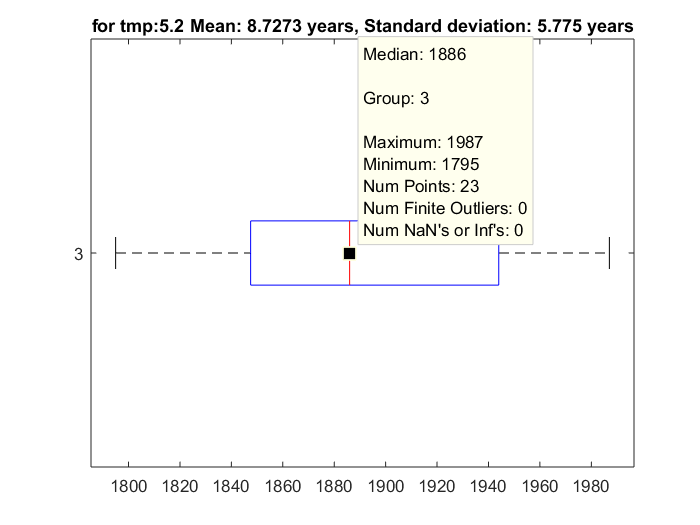 for tmp:5.2 Mean: 8.7273 years, Standard deviation: 5.775 years
Median: 1886
Group: 3
Maximum: 1987
Minimum: 1795
Num Points: 23
Num Finite Outliers: 0
Num NaN's or Inf's: 0
3
1800 1820 1840 1860 1880 1900 1920 1940 1960 1980